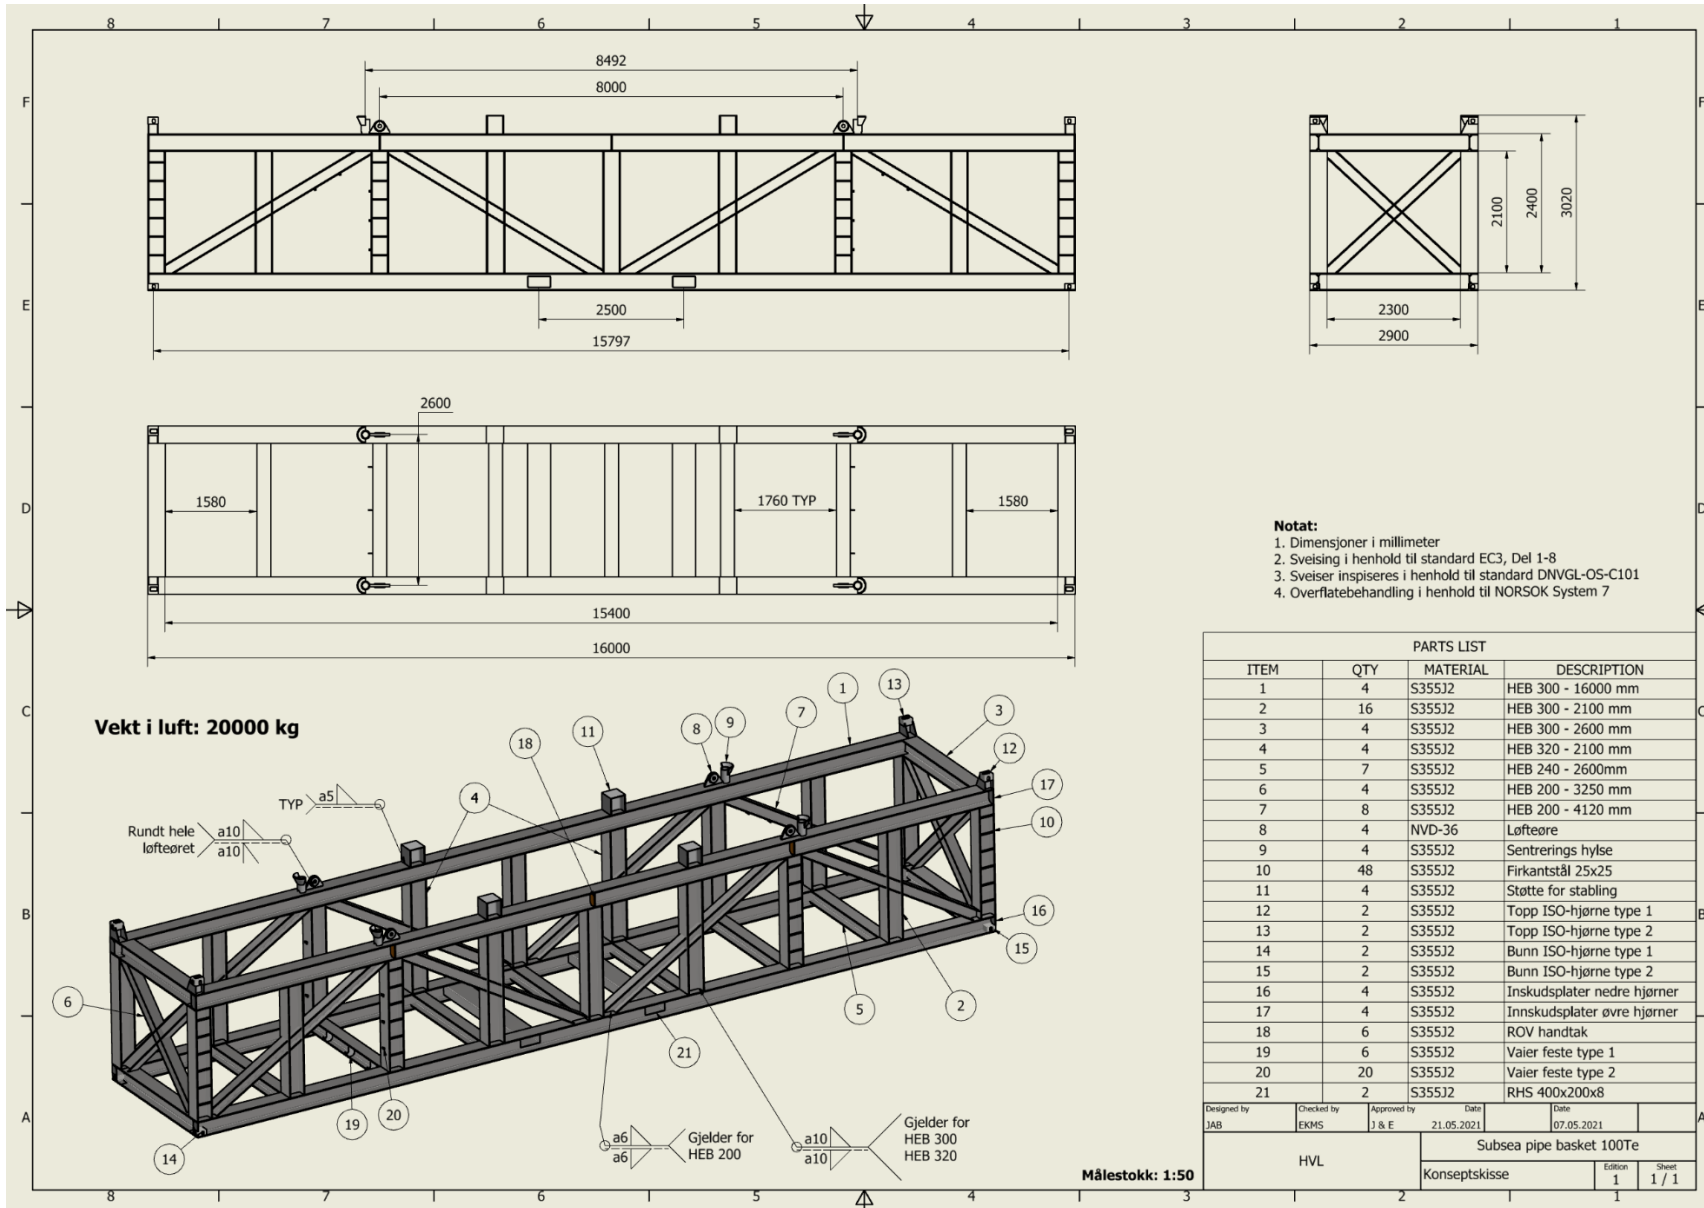 8 7 6 5 4 3 2 1
F
E
D
C
B
A
8492
8000
2500
15797
2100
2400
3020
2300
2900
2600
1580
1760 TYP
1580
15400
16000
Notat:
1. Dimensjoner i millimeter
2. Sveising i henhold til standard EC3, Del 1-8
3. Sveiser inspiseres i henhold til standard DNVGL-OS-C101
4. Overflatebehandling i henhold til NORSOK System 7
Vekt i luft: 20000 kg
TYP a5
Rundt hele
løfteøret
a10
a10
1
13
3
9
7
8
11
18
12
4
17
10
16
15
6
5
2
21
20
19
14
a6
a6
Gjelder for
HEB 200
a10
a10
Gjelder for
HEB 300
HEB 320
Målestokk: 1:50
PARTS LIST
ITEM QTY MATERIAL DESCRIPTION
1 4 S355J2 HEB 300 - 16000 mm
2 16 S355J2 HEB 300 - 2100 mm
3 4 S355J2 HEB 300 - 2600 mm
4 4 S355J2 HEB 320 - 2100 mm
5 7 S355J2 HEB 240 - 2600mm
6 4 S355J2 HEB 200 - 3250 mm
7 8 S355J2 HEB 200 - 4120 mm
8 4 NVD-36 Løfteøre
9 4 S355J2 Sentrerings hylse
10 48 S355J2 Firkantstål 25x25
11 4 S355J2 Støtte for stabling
12 2 S355J2 Topp ISO-hjørne type 1
13 2 S355J2 Topp ISO-hjørne type 2
14 2 S355J2 Bunn ISO-hjørne type 1
15 2 S355J2 Bunn ISO-hjørne type 2
16 4 S355J2 Inskudsplater nedre hjørner
17 4 S355J2 Innskudsplater øvre hjørner
18 6 S355J2 ROV handtak
19 6 S355J2 Vaier feste type 1
20 20 S355J2 Vaier feste type 2
21 2 S355J2 RHS 400x200x8
Designed by Checked by Approved by Date Date
JAB EKMS J & E 21.05.2021 07.05.2021
HVL
Subsea pipe basket 100Te
Konseptskisse
Edition Sheet
1 1 / 1
F
E
D
C
B
A
8 7 6 5 4 3 2 1